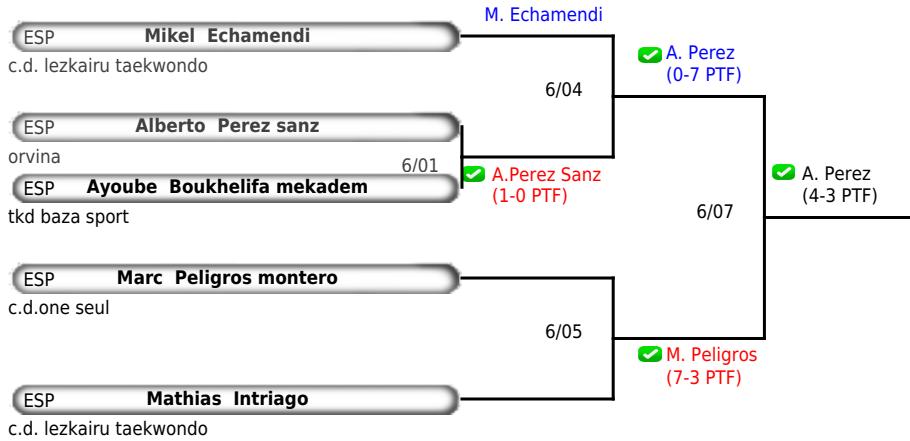 M. Echamendi
ESP Mikel Echamendi
c.d. lezkairu taekwondo
A. Perez
(0-7 PTF)
6/04
ESP Alberto Perez sanz
orvina
6/01
A.Perez Sanz
(1-0 PTF)
ESP Ayoube Boukhelifa mekadem
tkd baza sport
A. Perez
(4-3 PTF)
6/07
ESP Marc Peligros montero
c.d.one seul
6/05
M. Peligros
(7-3 PTF)
ESP Mathias Intriago
c.d. lezkairu taekwondo